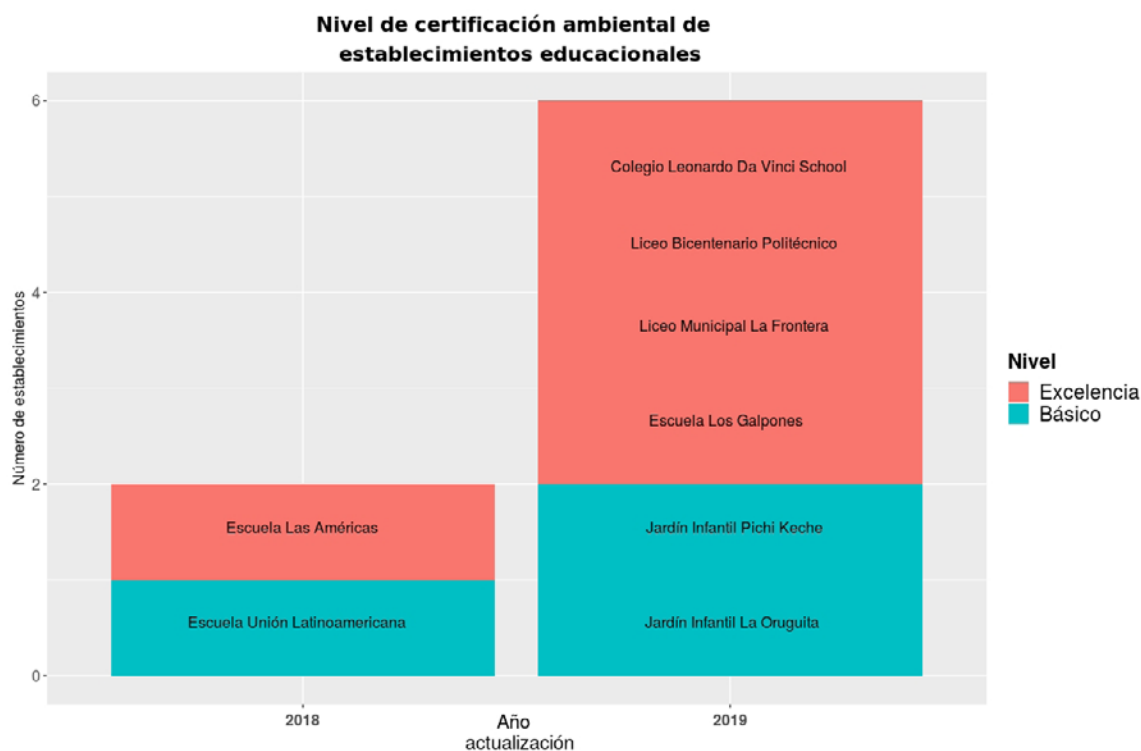 Nivel de certificación ambiental de
establecimientos educacionales
6
4
2
0
Número de establecimientos
Colegio Leonardo Da Vinci School
Liceo Bicentenario Politécnico
Liceo Municipal La Frontera
Escuela Los Galpones
Escuela Las Américas
Jardín Infantil Pichi Keche
Escuela Unión Latinoamericana
Jardín Infantil La Oruguita
Nivel
Excelencia
Básico
2018
2019
Año
actualización